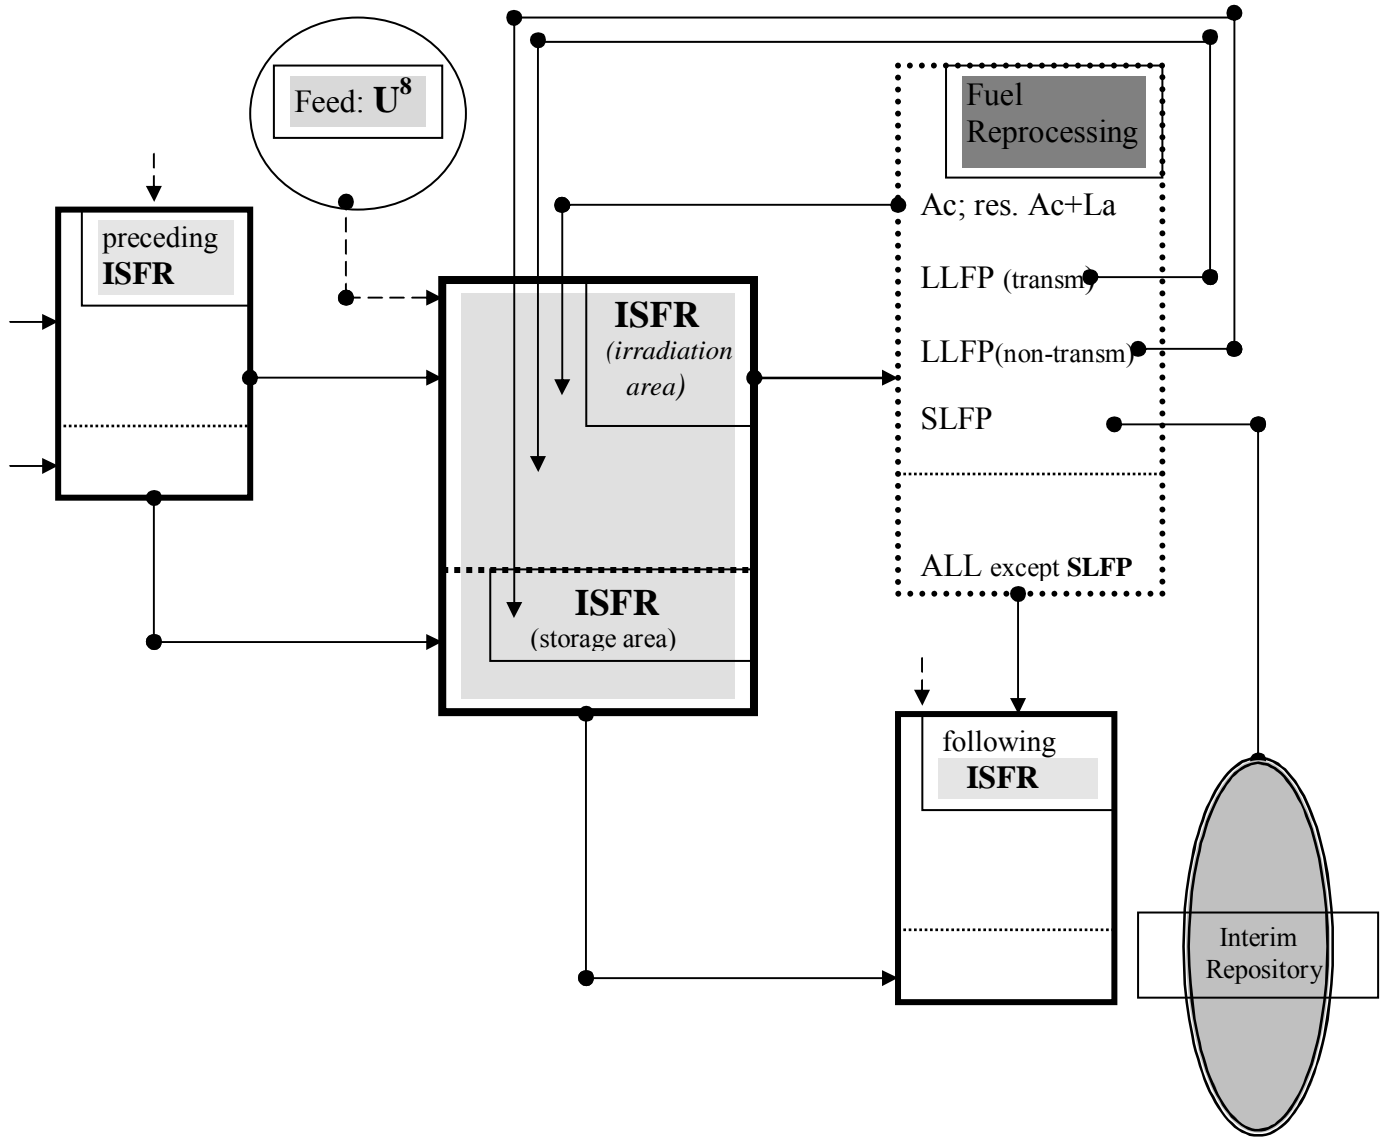 Feed: U⁸
Fuel
Reprocessing
Ac; res. Ac+La
preceding
ISFR
LLFP (transm)
ISFR
(irradiation
area)
LLFP(non-transm)
SLFP
ALL except SLFP
ISFR
(storage area)
following
ISFR
Interim
Repository